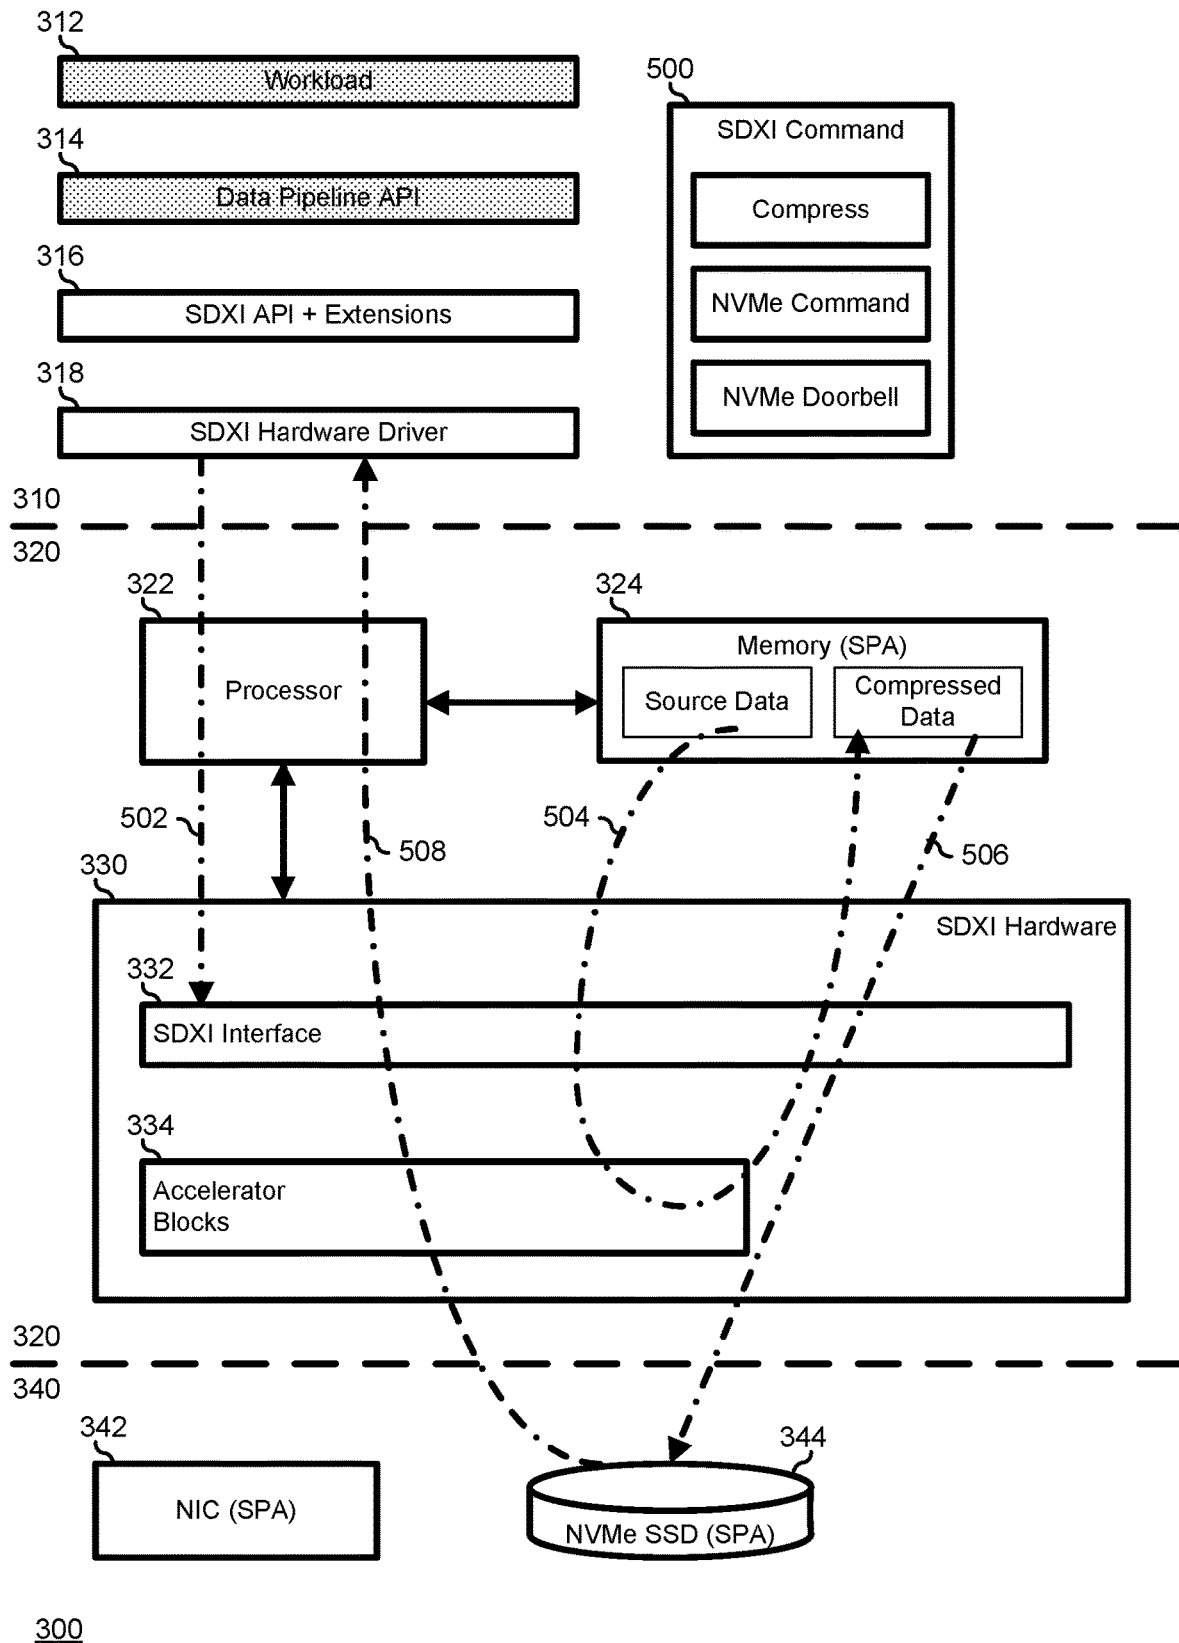 312
Workload
500
SDXI Command
314
Data Pipeline API
Compress
316
SDXI API + Extensions
NVMe Command
318
SDXI Hardware Driver
NVMe Doorbell
310
320
322
Processor
324
Memory (SPA)
Source Data
Compressed
Data
502
508
504
506
330
SDXI Hardware
332
SDXI Interface
334
Accelerator
Blocks
320
340
342
NIC (SPA)
344
NVMe SSD (SPA)
300